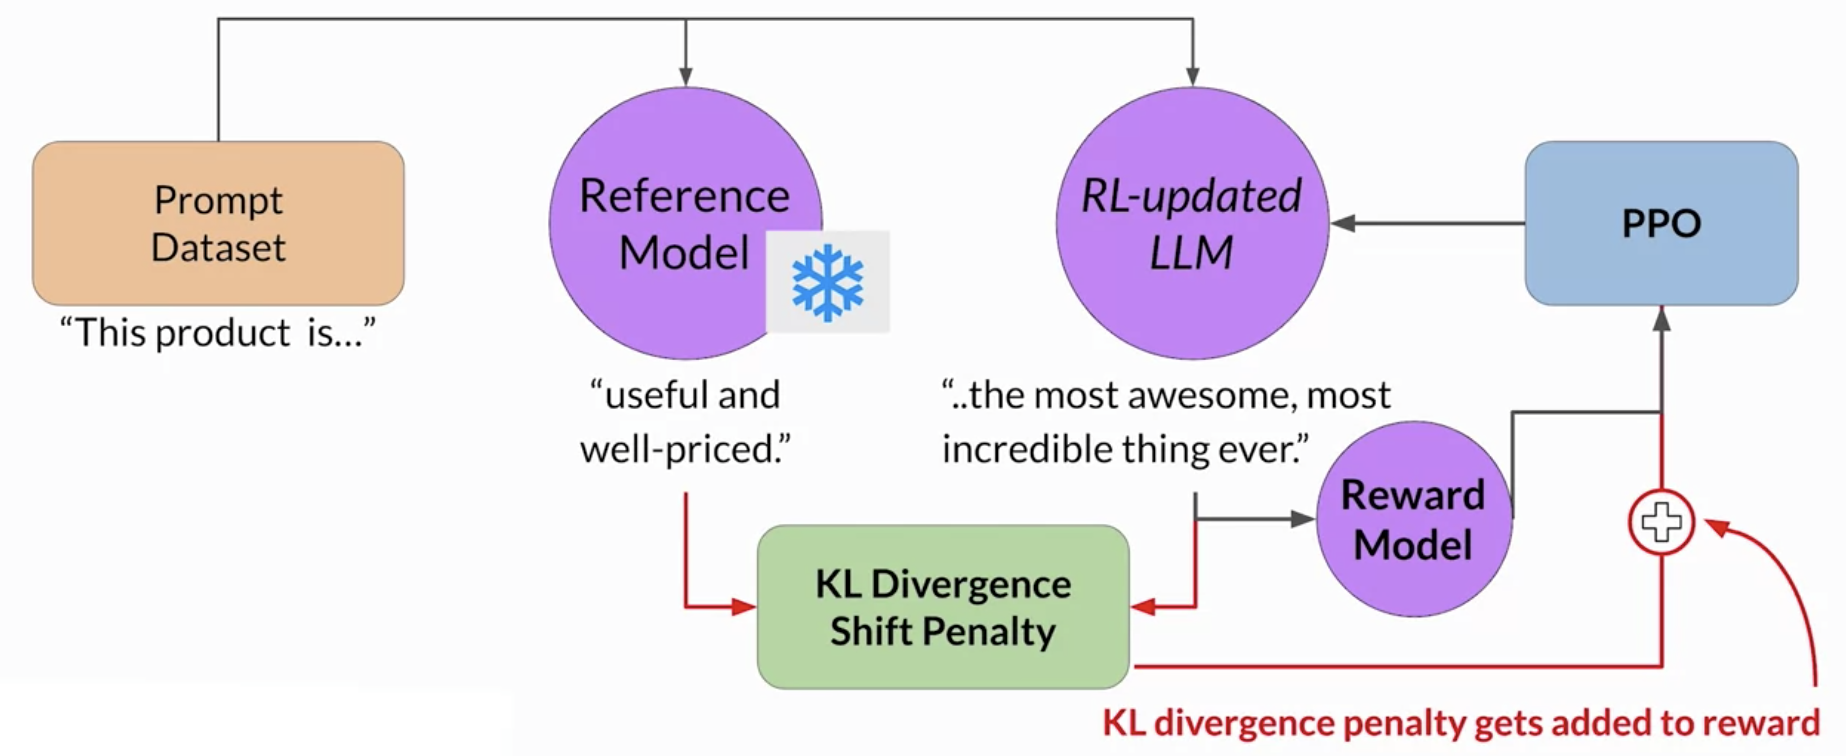 Prompt
Dataset
“This product is...”
Reference
Model
“useful and
well-priced.”
RL-updated
LLM
“..the most awesome, most
incredible thing ever.”
PPO
Reward
Model
KL Divergence
Shift Penalty
KL divergence penalty gets added to reward